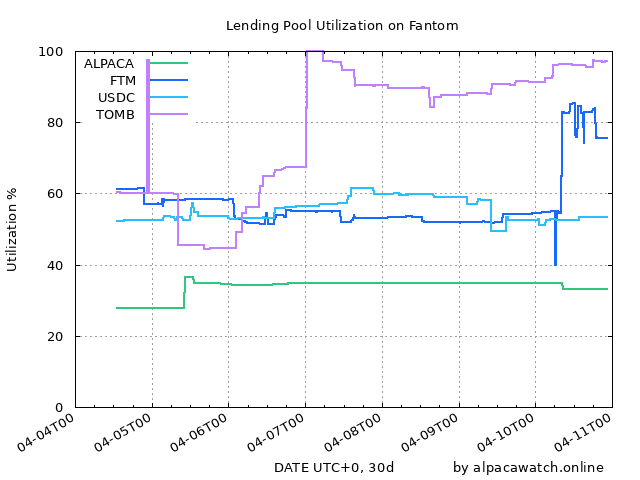 Lending Pool Utilization on Fantom
100
80
60
40
20
0
Utilization %
ALPACA
FTM
USDC
TOMB
04-04T00
04-05T00
04-06T00
04-07T00
04-08T00
04-09T00
04-10T00
04-11T00
DATE UTC+0, 30d
by alpacawatch.online